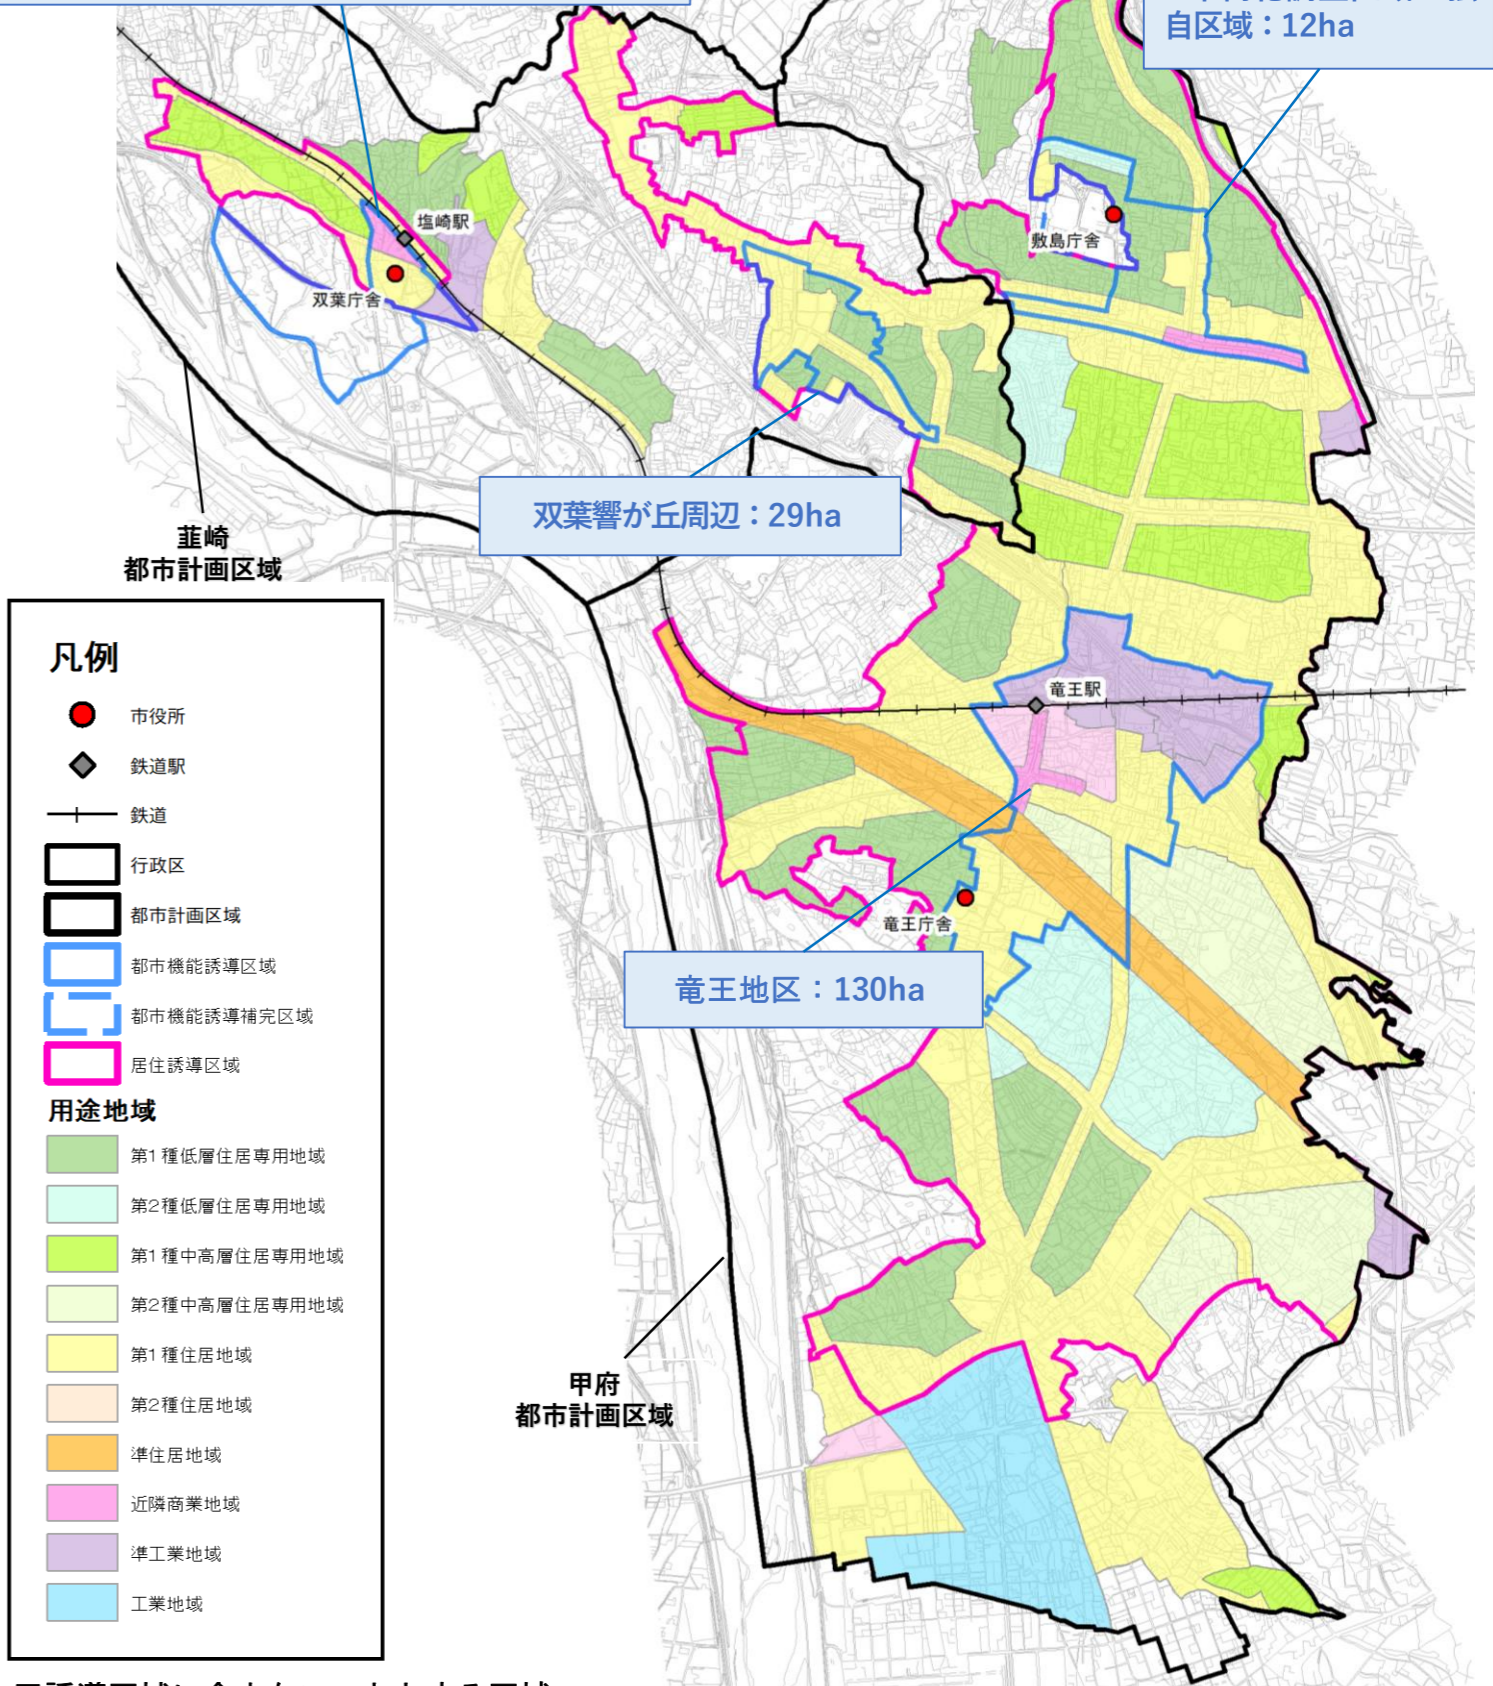 自区域：12ha
塩崎駅
敷島庁舎
双葉庁舎
双葉響が丘周辺：29ha
韮崎
都市計画区域
竜王駅
竜王庁舎
竜王地区：130ha
甲府
都市計画区域
凡例
市役所
鉄道駅
鉄道
行政区
都市計画区域
都市機能誘導区域
都市機能誘導補完区域
居住誘導区域
用途地域
第1種低層住居専用地域
第2種低層住居専用地域
第1種中高層住居専用地域
第2種中高層住居専用地域
第1種住居地域
第2種住居地域
準住居地域
近隣商業地域
準工業地域
工業地域